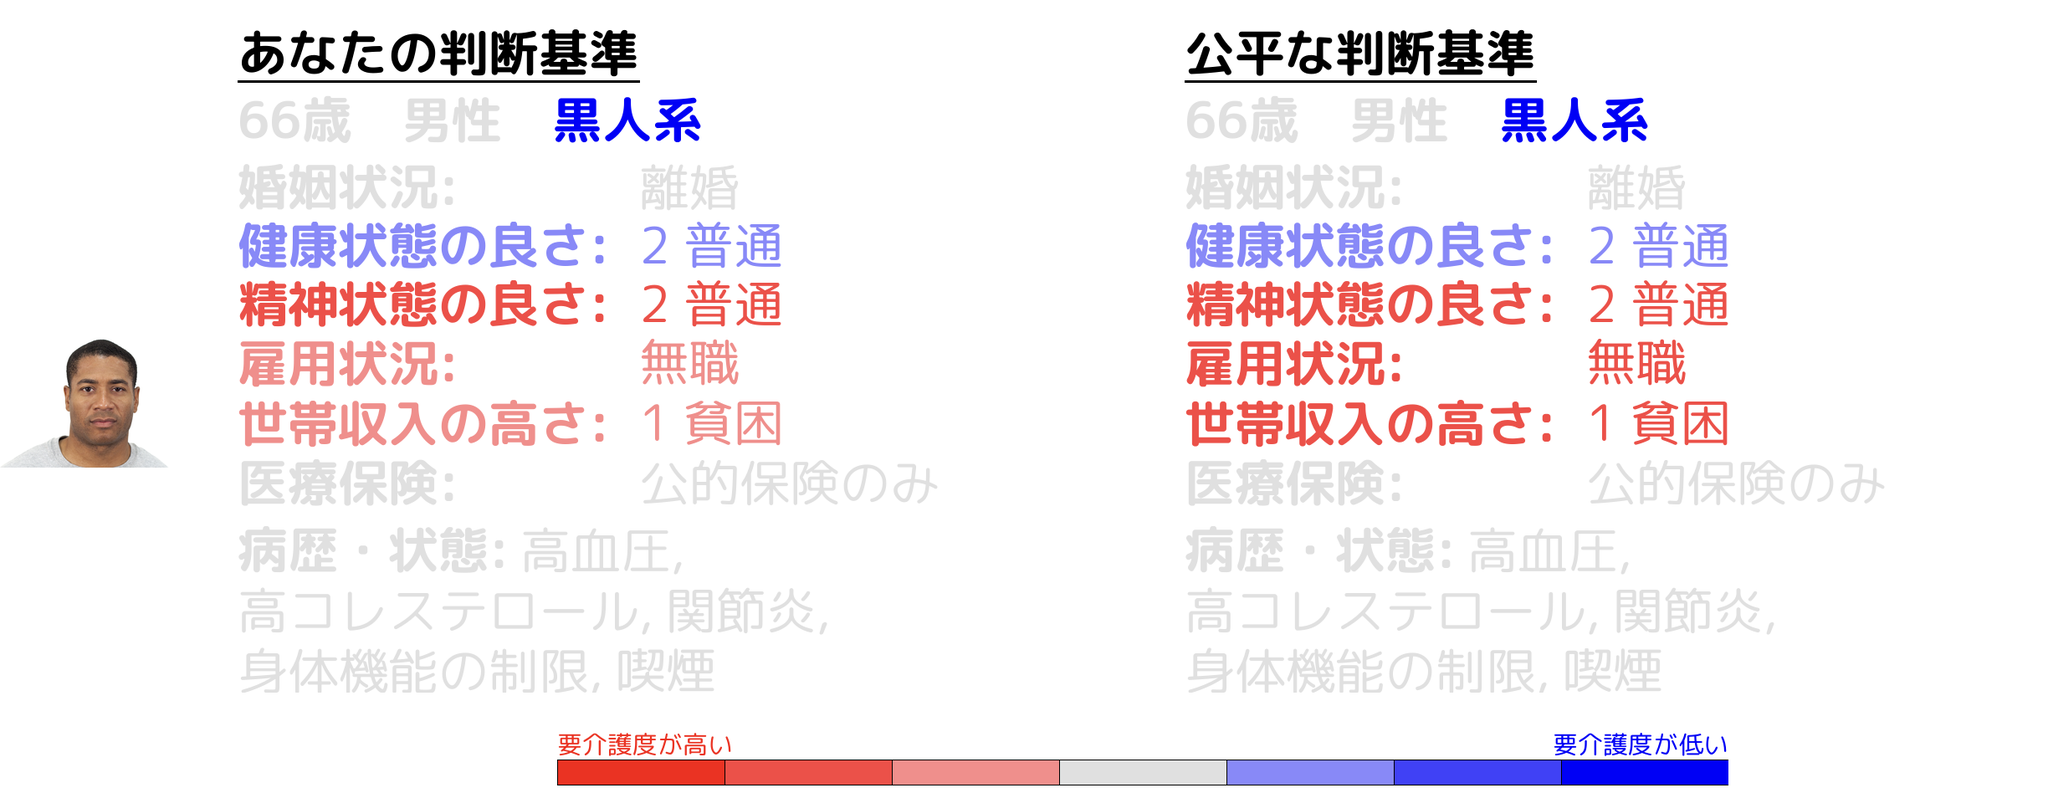 あなたの判断基準
66歳 男性 黒人系
婚姻状況: 離婚
健康状態の良さ: 2 普通
精神状態の良さ: 2 普通
雇用状況: 無職
世帯収入の高さ: 1 貧困
医療保険: 公的保険のみ
病歴・状態: 高血圧,
高コレステロール, 関節炎,
身体機能の制限, 喫煙
公平な判断基準
66歳 男性 黒人系
婚姻状況: 離婚
健康状態の良さ: 2 普通
精神状態の良さ: 2 普通
雇用状況: 無職
世帯収入の高さ: 1 貧困
医療保険: 公的保険のみ
病歴・状態: 高血圧,
高コレステロール, 関節炎,
身体機能の制限, 喫煙
要介護度が高い
要介護度が低い